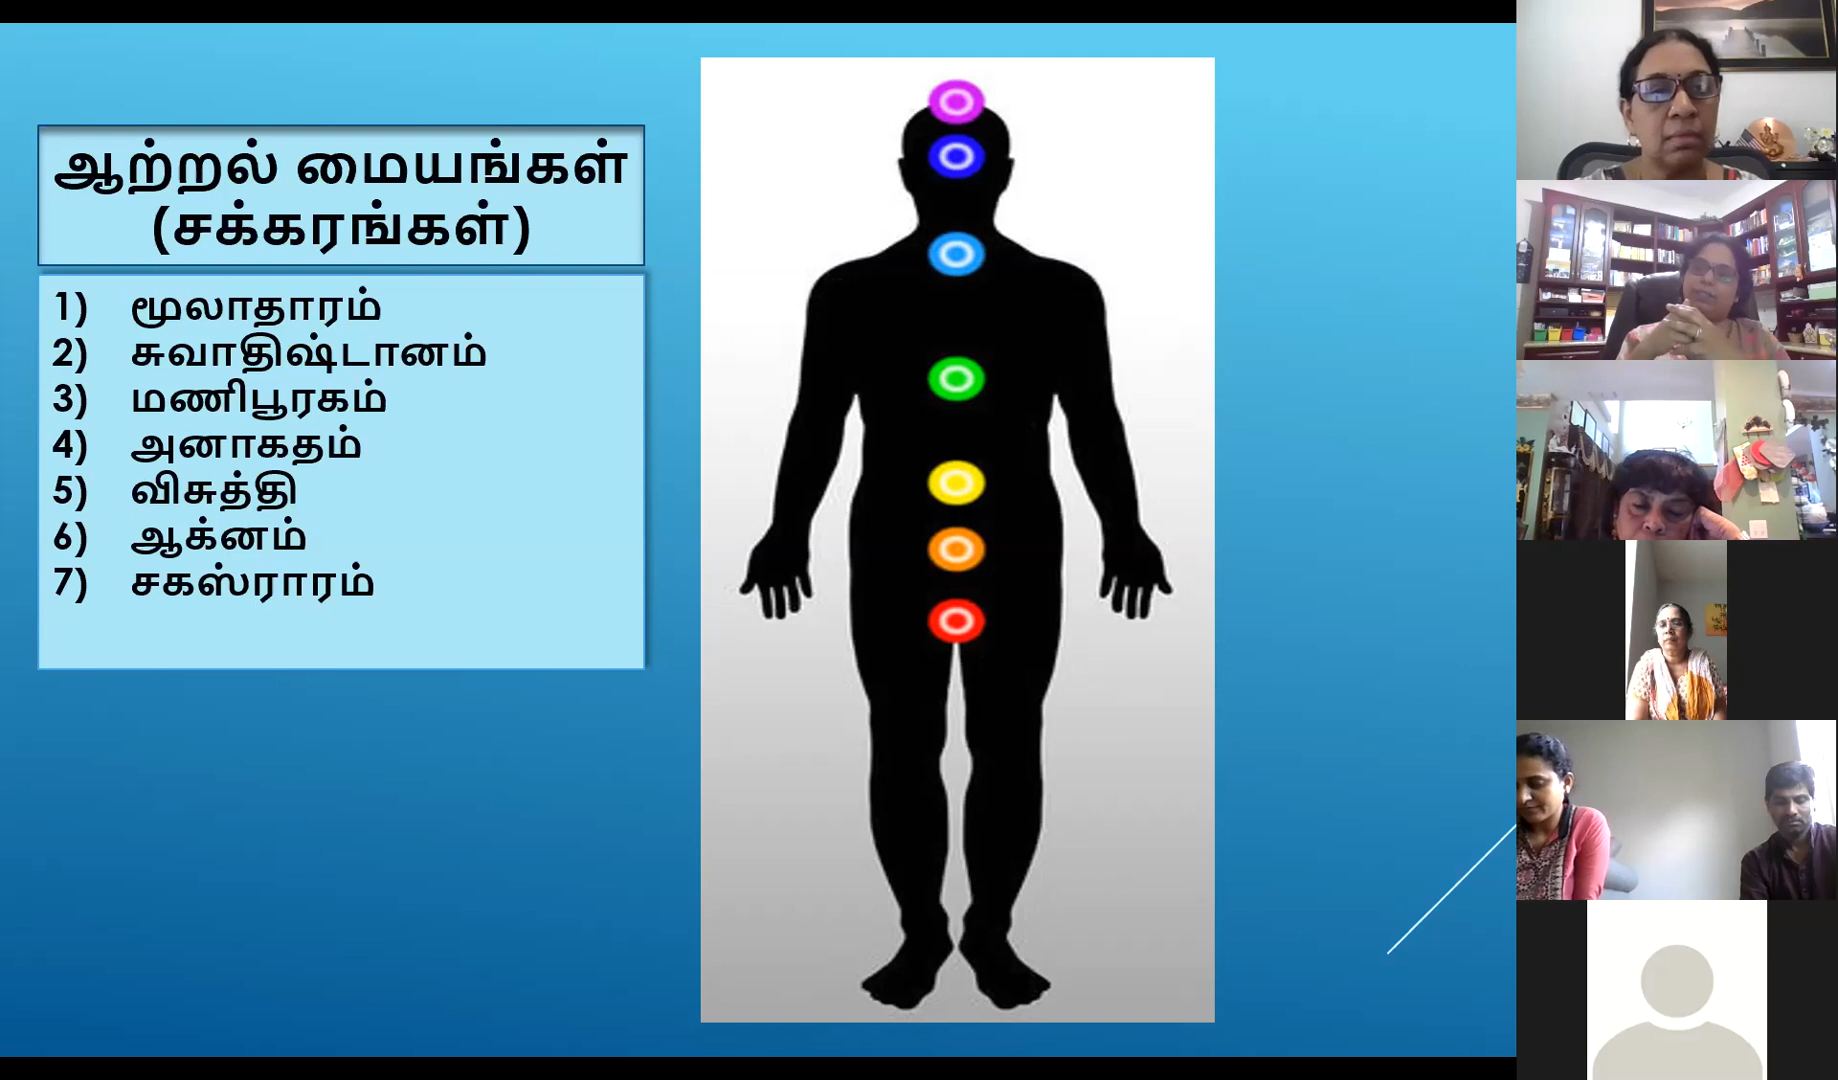 ஆற்றல் மையங்கள்
(சக்கரங்கள்)
1) மூலாதாரம்
2) சுவாதிஷ்டானம்
3) மணிபூரகம்
4) அனாகதம்
5) விசுத்தி
6) ஆக்னம்
7) சகஸ்ராரம்